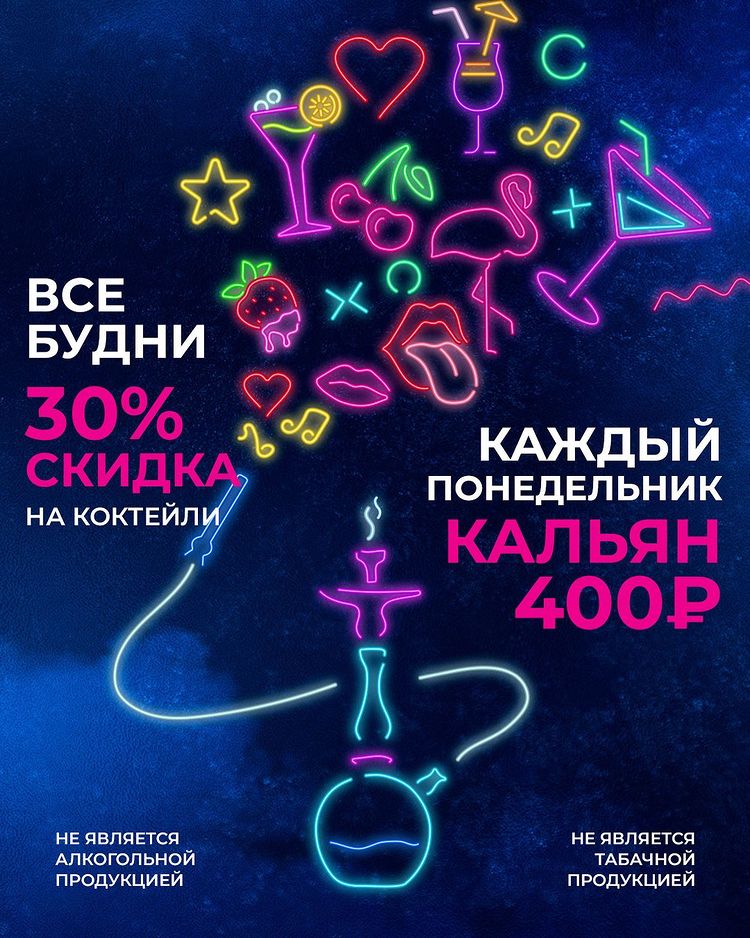 ВСЕ
БУДНИ
30%
СКИДКА
НА КОКТЕЙЛИ
КАЖДЫЙ
ПОНЕДЕЛЬНИК
КАЛЬЯН
400₽
НЕ ЯВЛЯЕТСЯ
АЛКОГОЛЬНОЙ
ПРОДУКЦИЕЙ
НЕ ЯВЛЯЕТСЯ
ТАБАЧНОЙ
ПРОДУКЦИЕЙ